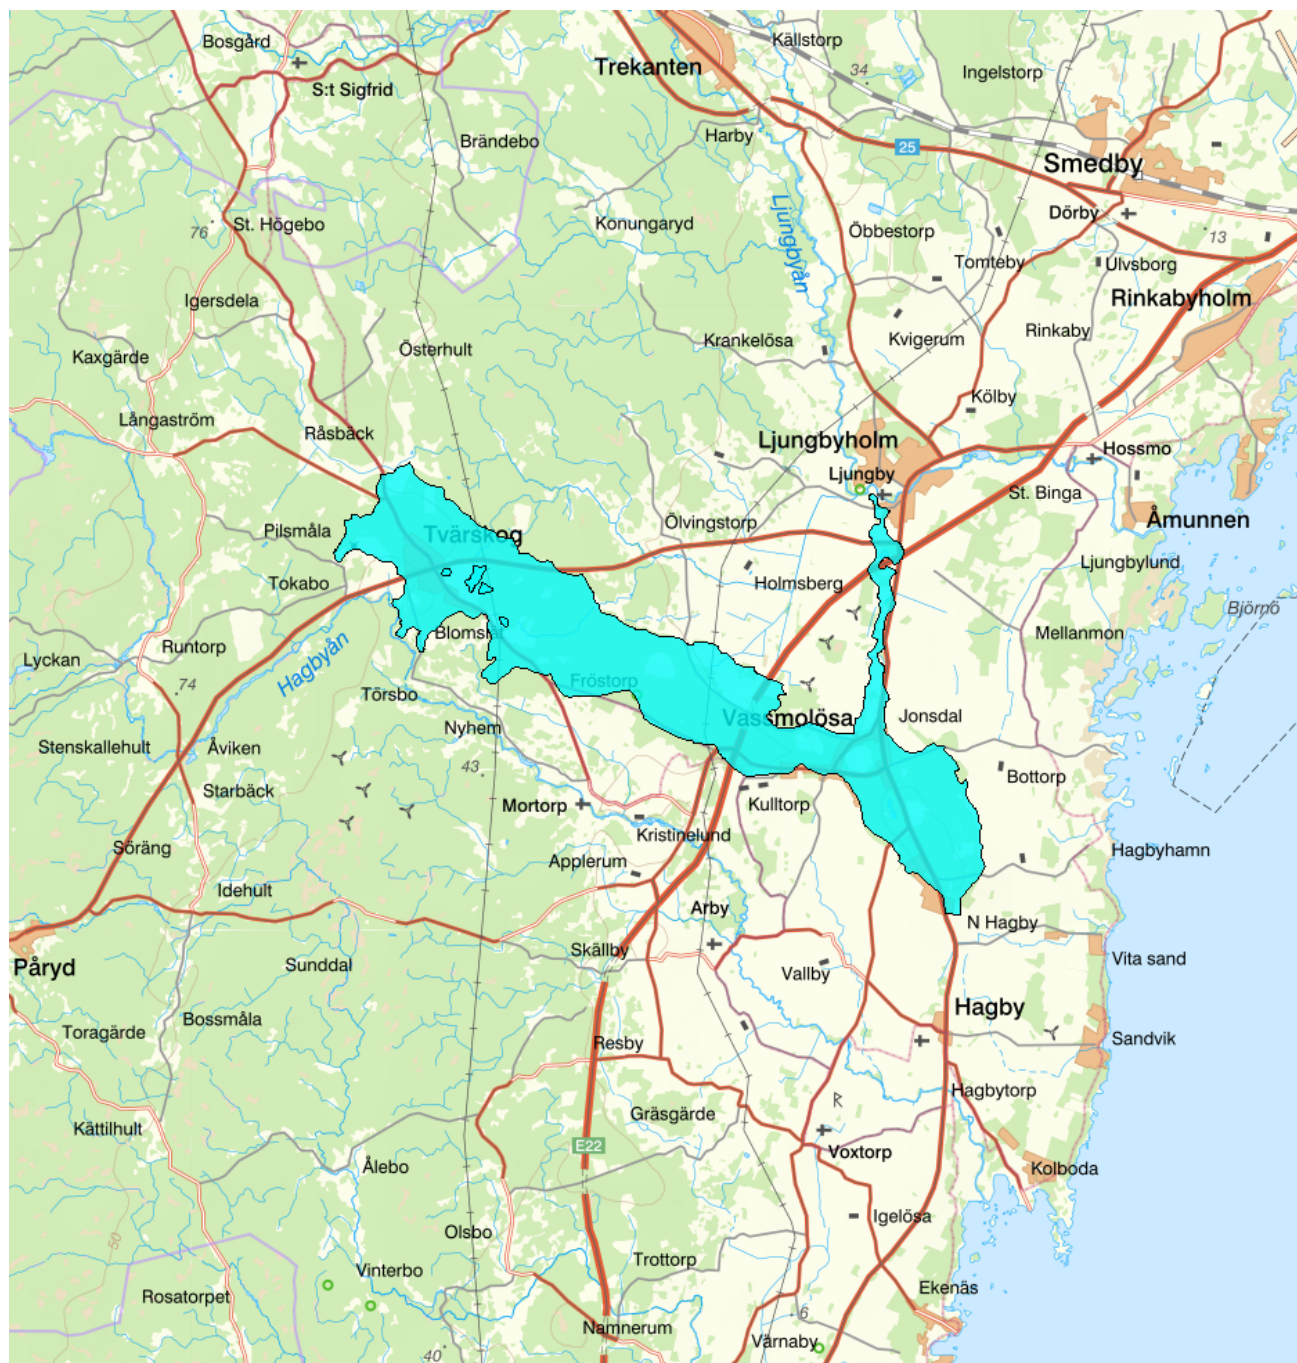 Bosgård
Källstorp
Trekanten
34
Ingelstorp
S:t Sigfrid
Brändebo
Harby
25
Smedby
Ljungbyån
Dörby
76
St. Högebo
Konungaryd
Öbbestorp
13
Tomteby
Ulvsborg
Igersdela
Rinkabyholm
Krankelösa
Kvigerum
Rinkaby
Kaxgärde
Österhult
Kölby
Långaström
Råsbäck
Ljungbyholm
Hossmo
Ljungby
St. Binga
Pilsmåla
Tvärskog
Ölvingstorp
Åmunnen
Tokabo
Holmsberg
Ljungbylund
Björnö
Blomslät
Mellanmon
Runtorp
Lyckan
Hagbyån
74
Törsbo
Fröstorp
Nyhem
Vassmolösa
Jonsdal
Stenskallehult
Åviken
43
Bottorp
Starbäck
Mortorp
Kulltorp
Kristinelund
Söräng
Applerum
Hagbyhamn
Idehult
Arby
N Hagby
Skällby
Vita sand
Påryd
Sunddal
Vallby
Hagby
Bossmåla
Toragärde
Resby
Sandvik
Hagbytorp
Gräsgärde
R
Kättilhult
E22
Voxtorp
Ålebo
Kolboda
Igelösa
Olsbo
50
Trottorp
Vinterbo
Ekenäs
Rosatorpet
6
Namnerum
Värnaby
40